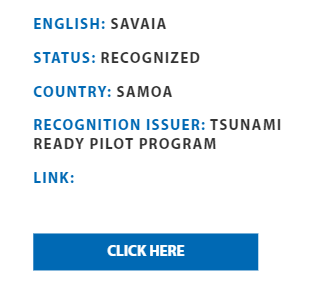 ENGLISH: SAVAIA
STATUS: RECOGNIZED
COUNTRY: SAMOA
RECOGNITION ISSUER: TSUNAMI
READY PILOT PROGRAM
LINK:
CLICK HERE